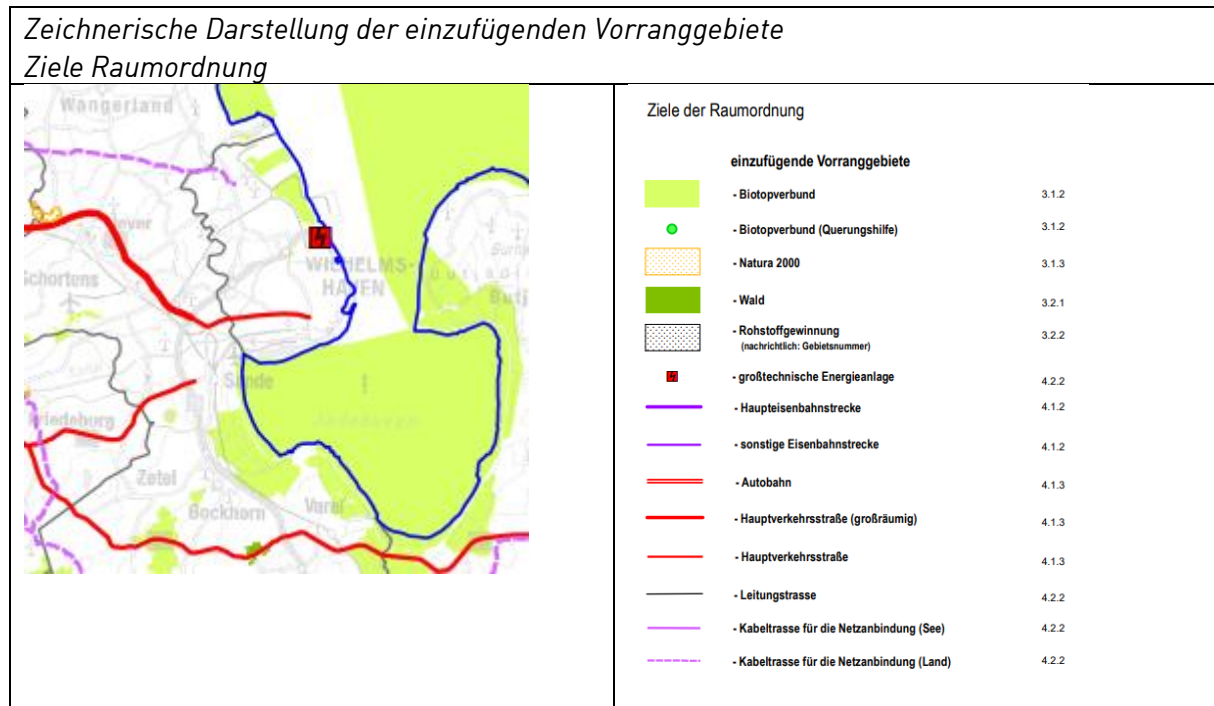 Zeichnerische Darstellung der einzufügenden Vorranggebiete
Ziele Raumordnung
Wangerland
Schortens
WILHELMS-
HAVEN
Sande
Friedeburg
Zetel
Bockhorn
Varel
Ziele der Raumordnung
einzufügende Vorranggebiete
- Biotopverbund 3.1.2
- Biotopverbund (Querungshilfe) 3.1.2
- Natura 2000 3.1.3
- Wald 3.2.1
- Rohstoffgewinnung 3.2.2
(nachrichtlich: Gebietsnummer)
- großtechnische Energieanlage 4.2.2
- Haupteisenbahnstrecke 4.1.2
- sonstige Eisenbahnstrecke 4.1.2
- Autobahn 4.1.3
- Hauptverkehrsstraße (großräumig) 4.1.3
- Hauptverkehrsstraße 4.1.3
- Leitungstrasse 4.2.2
- Kabeltrasse für die Netzanbindung (See) 4.2.2
- Kabeltrasse für die Netzanbindung (Land) 4.2.2